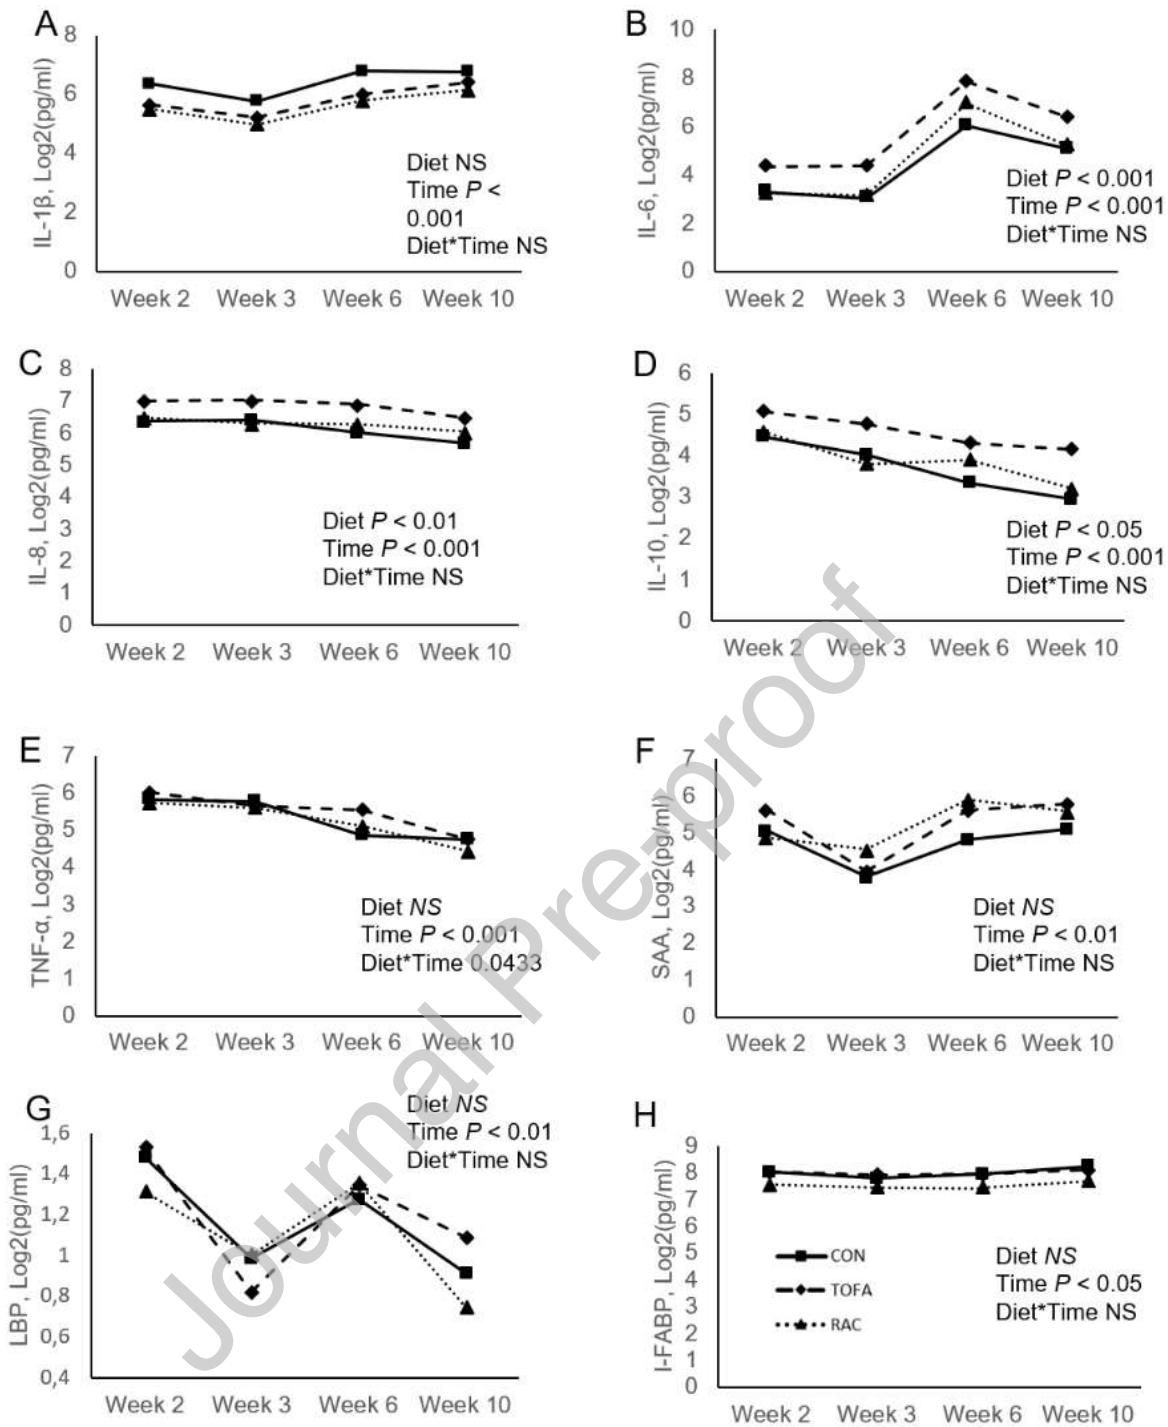 A
8
6
4
2
0
IL-1β, Log2(pg/ml)
Diet NS
Time P <
0.001
Diet*Time NS
Week 2 Week 3 Week 6 Week 10
B
10
8
6
4
2
0
IL-6, Log2(pg/ml)
Diet P < 0.001
Time P < 0.001
Diet*Time NS
Week 2 Week 3 Week 6 Week 10
C
8
7
6
5
4
3
2
1
0
IL-8, Log2(pg/ml)
Diet P < 0.01
Time P < 0.001
Diet*Time NS
Week 2 Week 3 Week 6 Week 10
D
6
5
4
3
2
1
0
IL-10, Log2(pg/ml)
Diet P < 0.05
Time P < 0.001
Diet*Time NS
Week 2 Week 3 Week 6 Week 10
E
7
6
5
4
3
2
1
0
TNF-α, Log2(pg/ml)
Diet NS
Time P < 0.001
Diet*Time 0.0433
Week 2 Week 3 Week 6 Week 10
F
7
6
5
4
3
2
1
0
SAA, Log2(pg/ml)
Diet NS
Time P < 0.01
Diet*Time NS
Week 2 Week 3 Week 6 Week 10
G
1,6
1,4
1,2
1
0,8
0,6
0,4
LBP, Log2(pg/ml)
Diet NS
Time P < 0.01
Diet*Time NS
Week 2 Week 3 Week 6 Week 10
H
9
8
7
6
5
4
3
2
1
0
I-FABP, Log2(pg/ml)
CON
TOFA
RAC
Diet NS
Time P < 0.05
Diet*Time NS
Week 2 Week 3 Week 6 Week 10
Journal Pre-proof